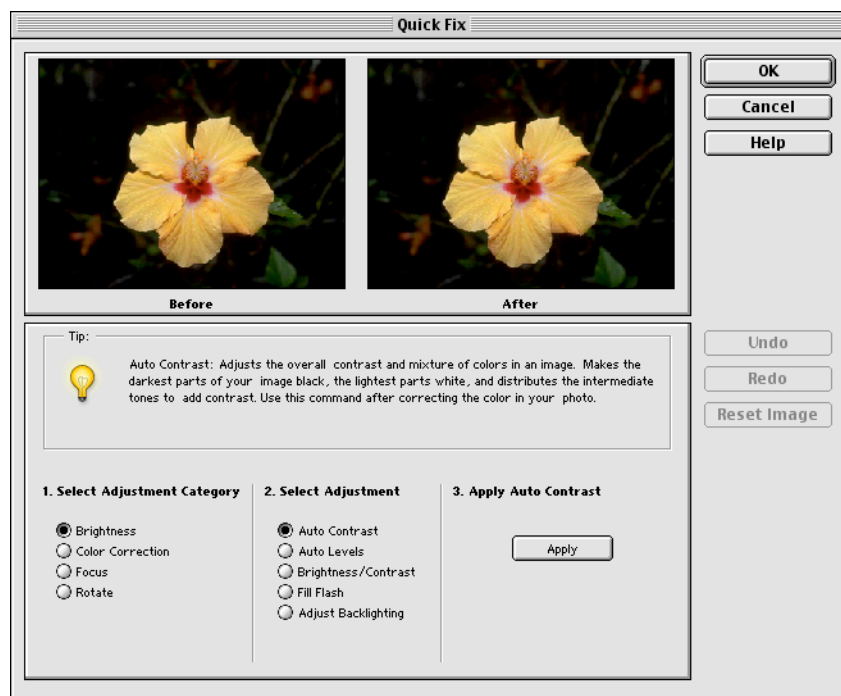 Quick Fix
OK
Cancel
Help
Before
After
Tip:
Auto Contrast: Adjusts the overall contrast and mixture of colors in an image. Makes the
darkest parts of your image black, the lightest parts white, and distributes the intermediate
tones to add contrast. Use this command after correcting the color in your photo.
Undo
Redo
Reset Image
1. Select Adjustment Category
Brightness
Color Correction
Focus
Rotate
2. Select Adjustment
Auto Contrast
Auto Levels
Brightness/Contrast
Fill Flash
Adjust Backlighting
3. Apply Auto Contrast
Apply